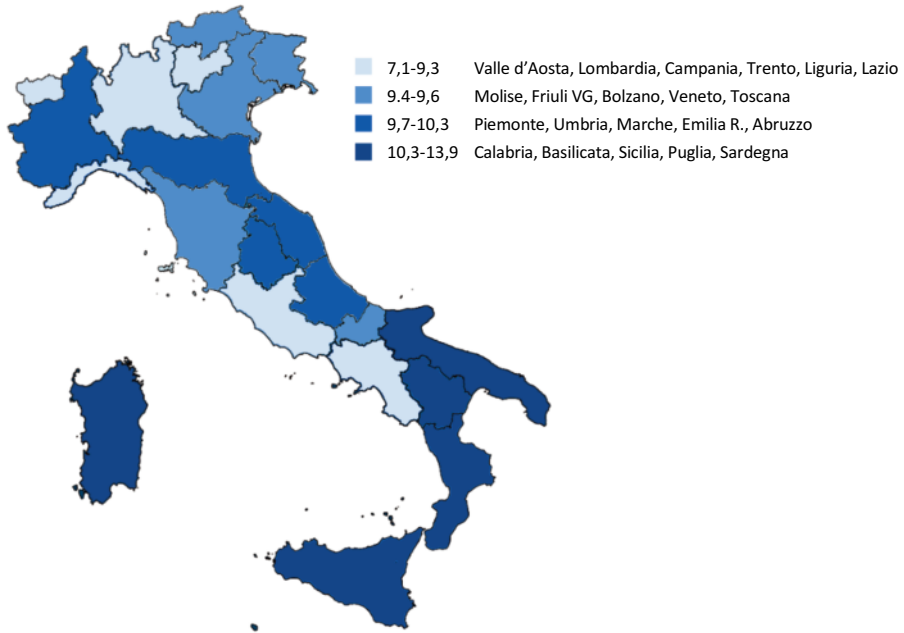 7,1-9,3 Valle d'Aosta, Lombardia, Campania, Trento, Liguria, Lazio
9.4-9,6 Molise, Friuli VG, Bolzano, Veneto, Toscana
9,7-10,3 Piemonte, Umbria, Marche, Emilia R., Abruzzo
10,3-13,9 Calabria, Basilicata, Sicilia, Puglia, Sardegna